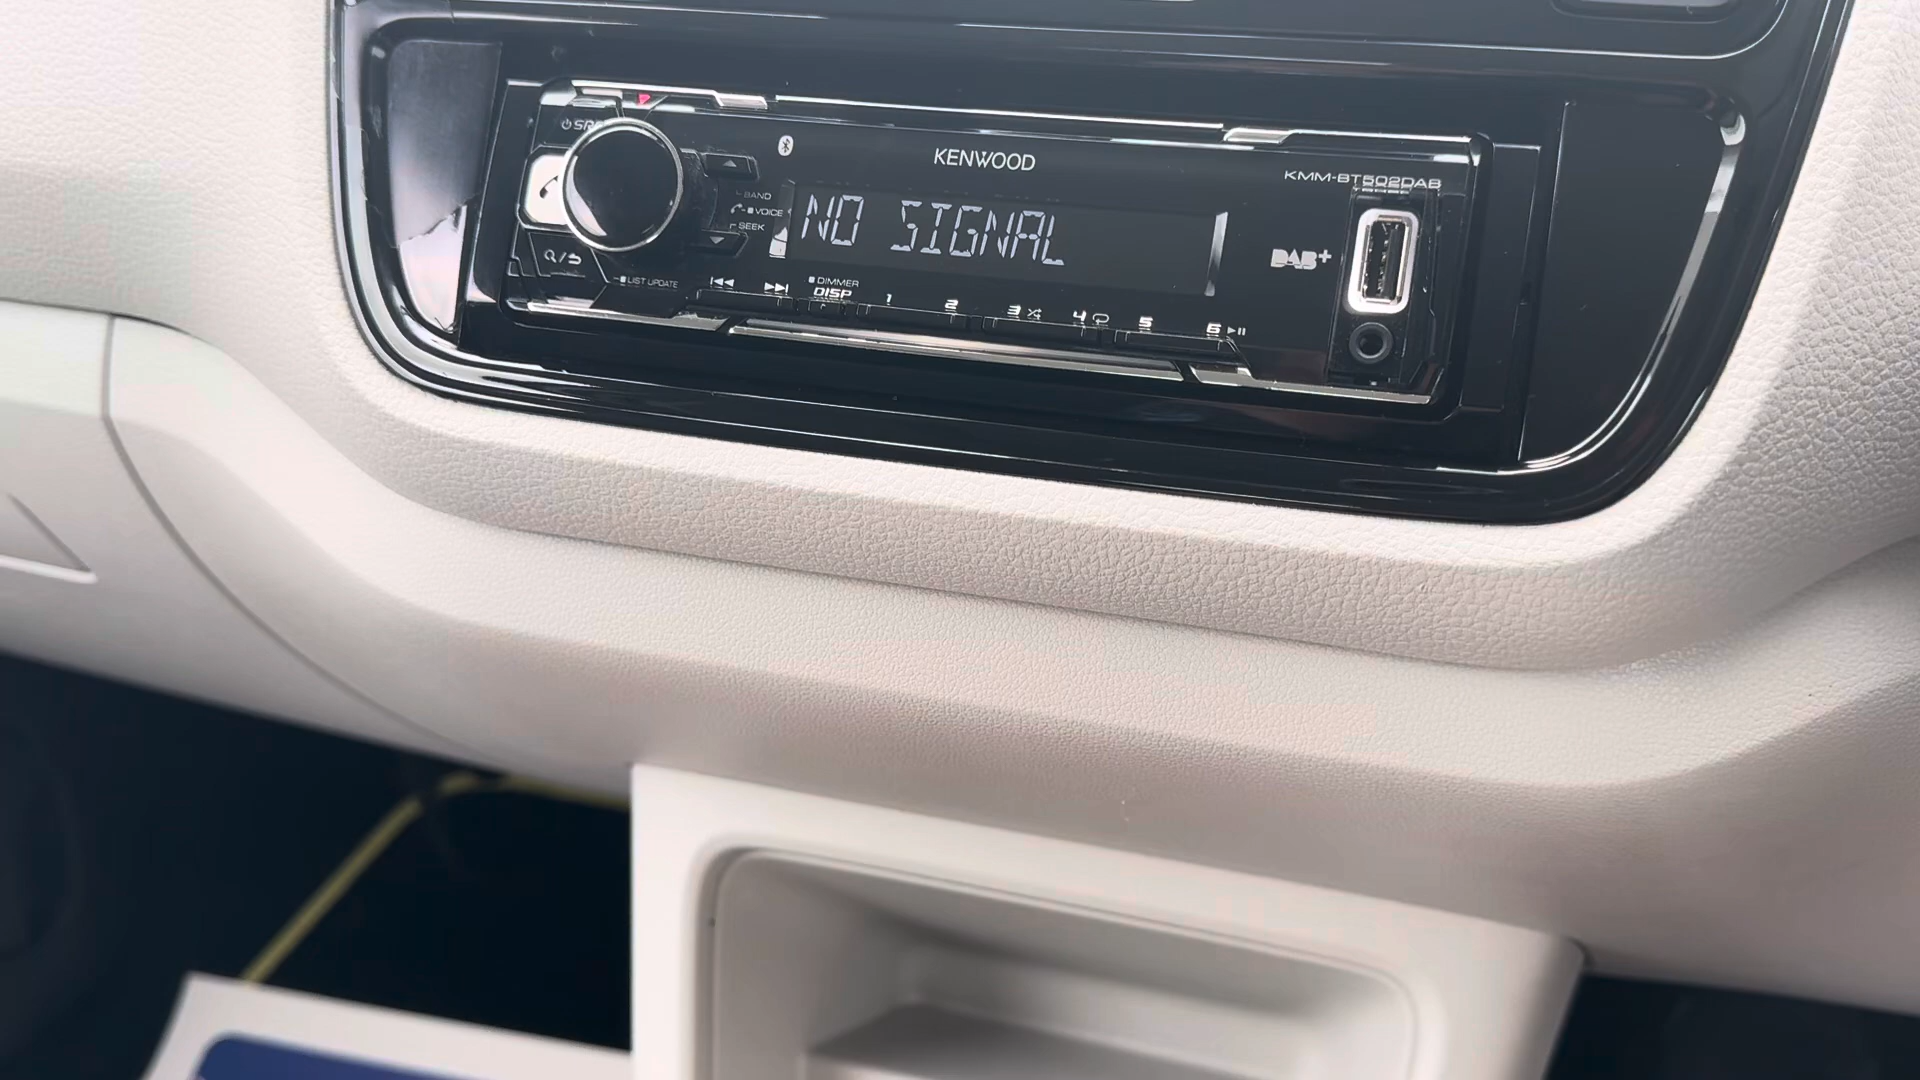 SRC
KENWOOD
KMM-BT502DAB
BAND
VOICE
SEEK
NO SIGNAL
DAB+
Q/
LIST UPDATE
DIMMER
DISP
1 2 3 4 5 6